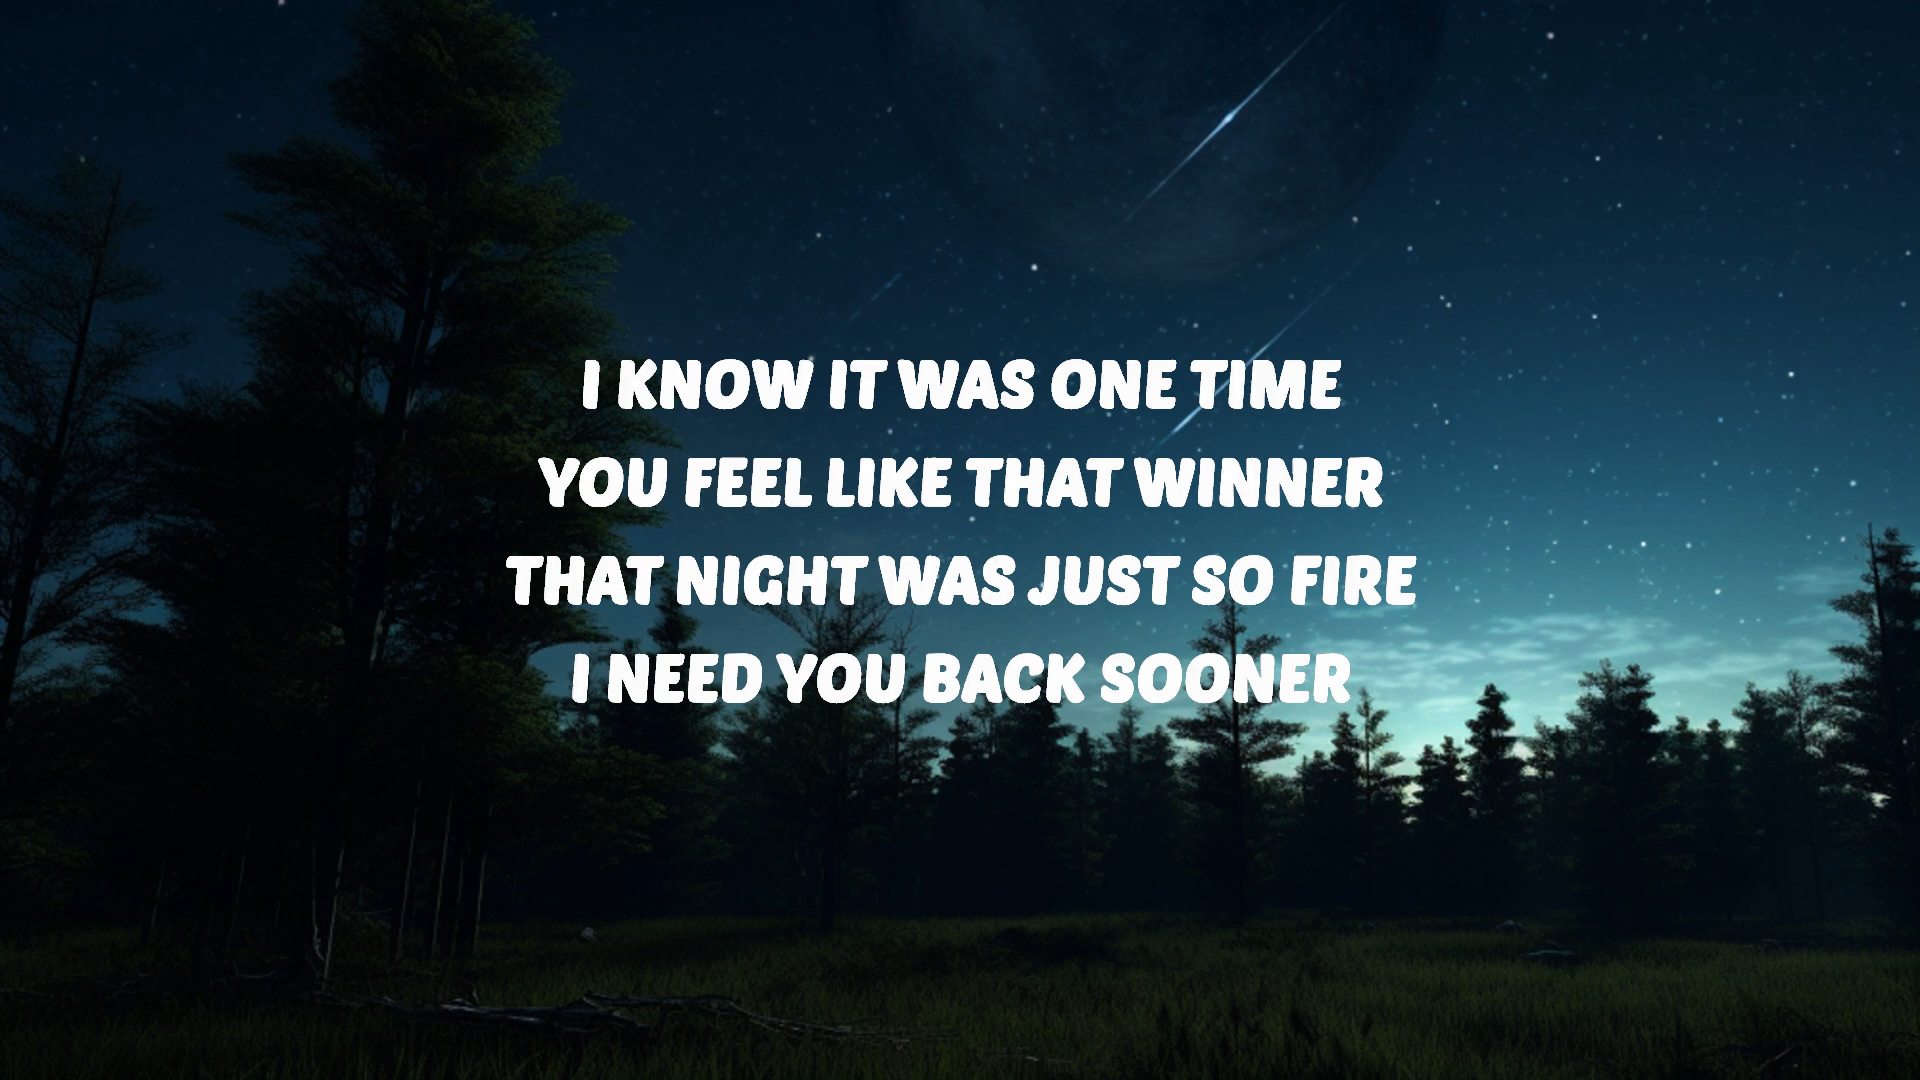 I KNOW IT WAS ONE TIME
YOU FEEL LIKE THAT WINNER
THAT NIGHT WAS JUST SO FIRE
I NEED YOU BACK SOONER